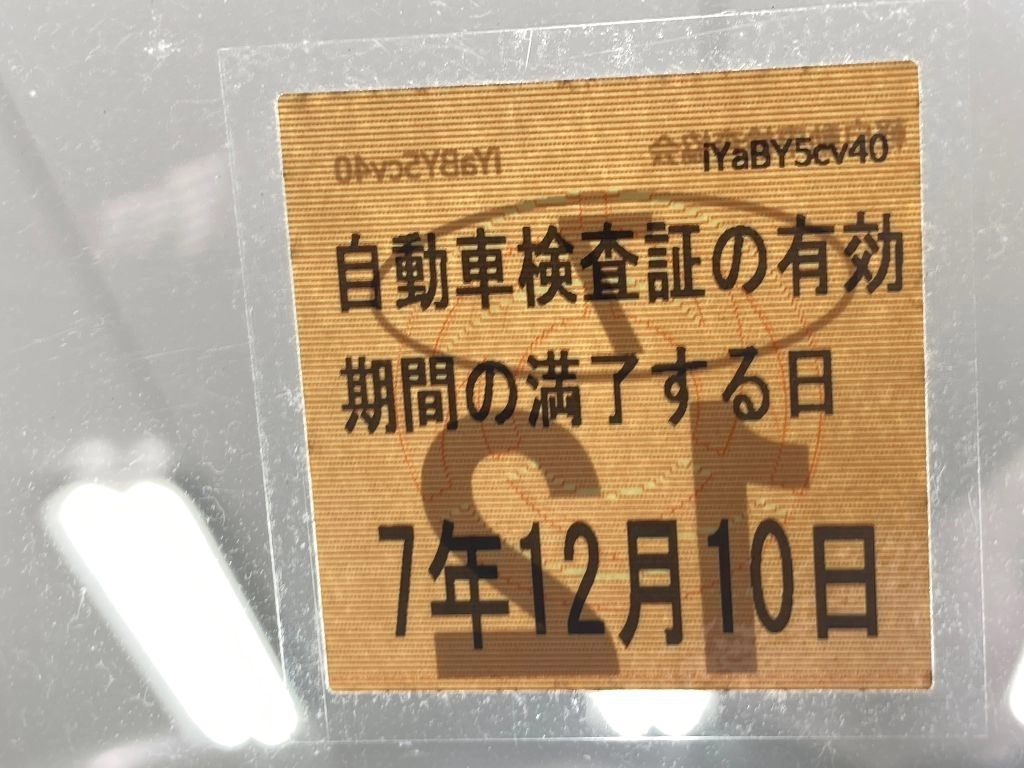 iYaBY5cv40
自動車検査証の有効
期間の満了する日
7年12月10日